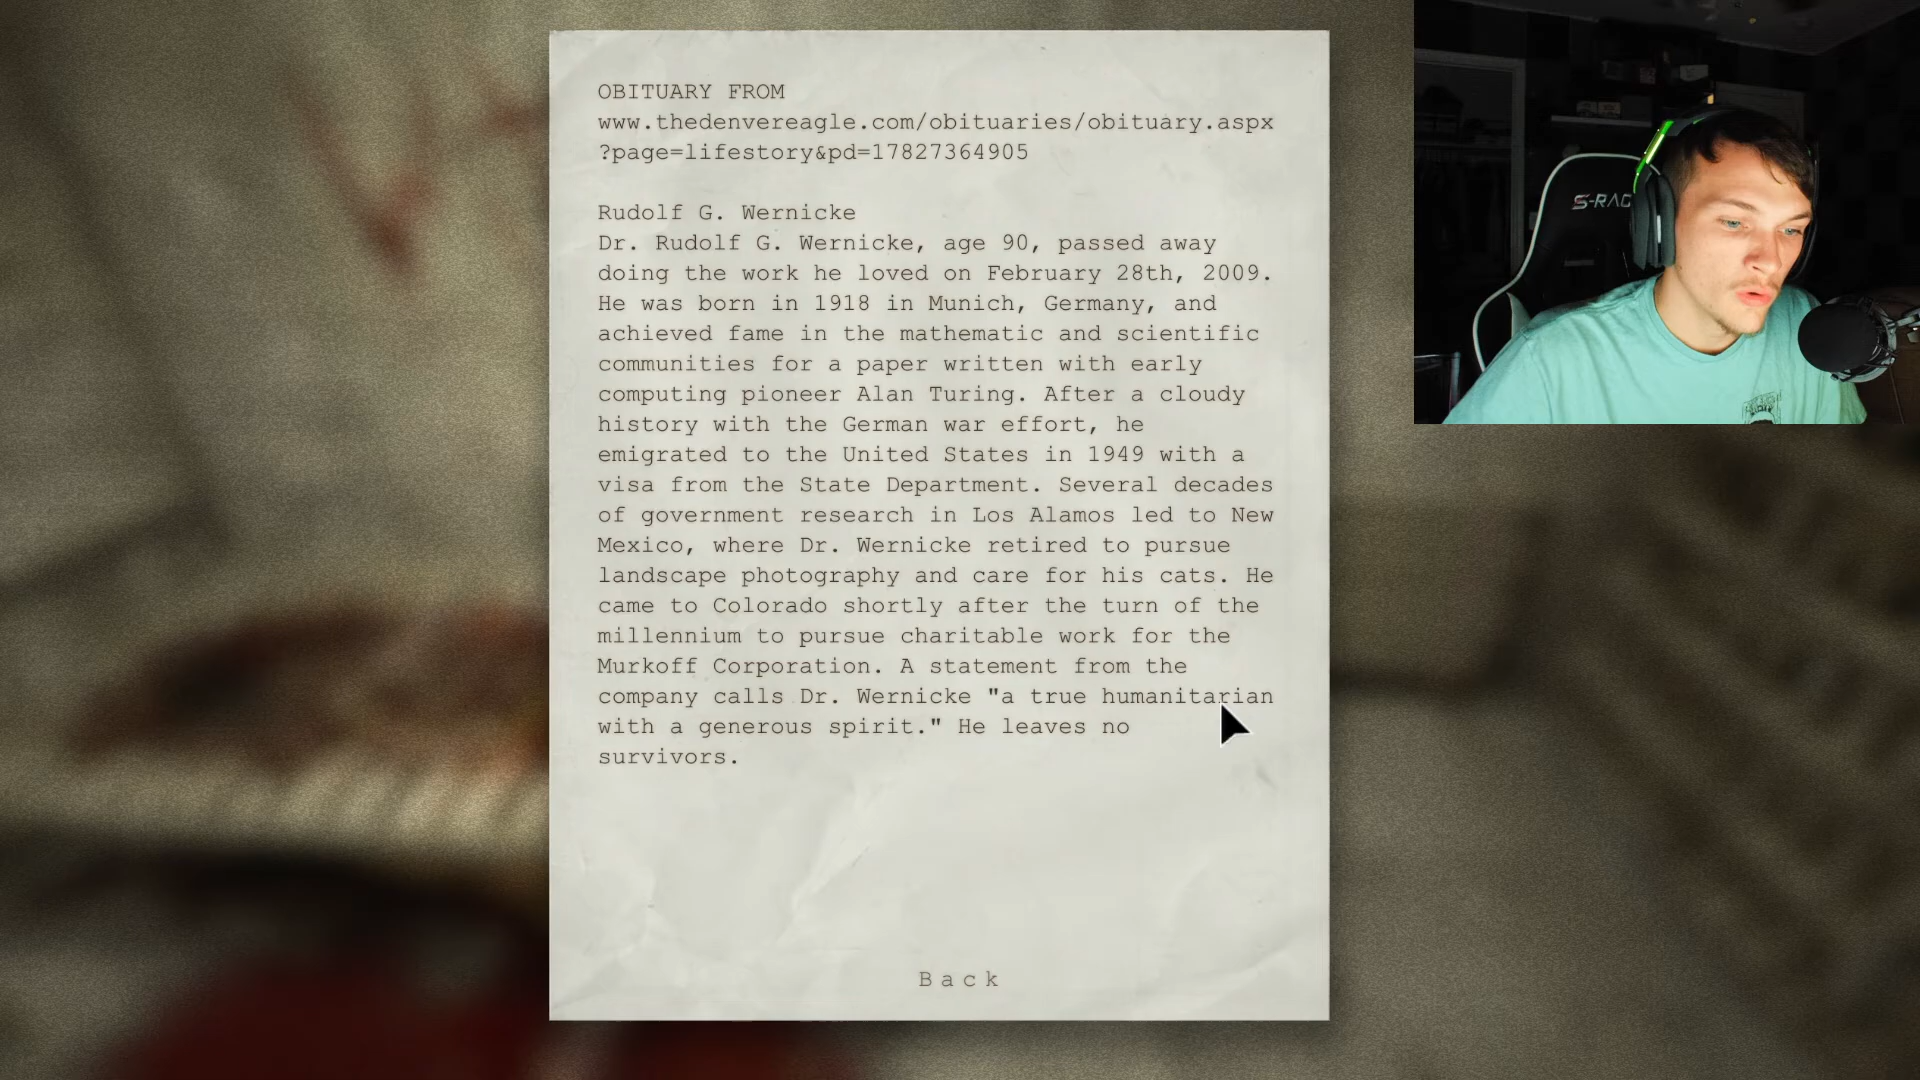 OBITUARY FROM
www.thedenvereagle.com/obituaries/obituary.aspx
?page=lifestory&pd=17827364905
Rudolf G. Wernicke
Dr. Rudolf G. Wernicke, age 90, passed away
doing the work he loved on February 28th, 2009.
He was born in 1918 in Munich, Germany, and
achieved fame in the mathematic and scientific
communities for a paper written with early
computing pioneer Alan Turing. After a cloudy
history with the German war effort, he
emigrated to the United States in 1949 with a
visa from the State Department. Several decades
of government research in Los Alamos led to New
Mexico, where Dr. Wernicke retired to pursue
landscape photography and care for his cats. He
came to Colorado shortly after the turn of the
millennium to pursue charitable work for the
Murkoff Corporation. A statement from the
company calls Dr. Wernicke "a true humanitarian
with a generous spirit." He leaves no
survivors.
Back